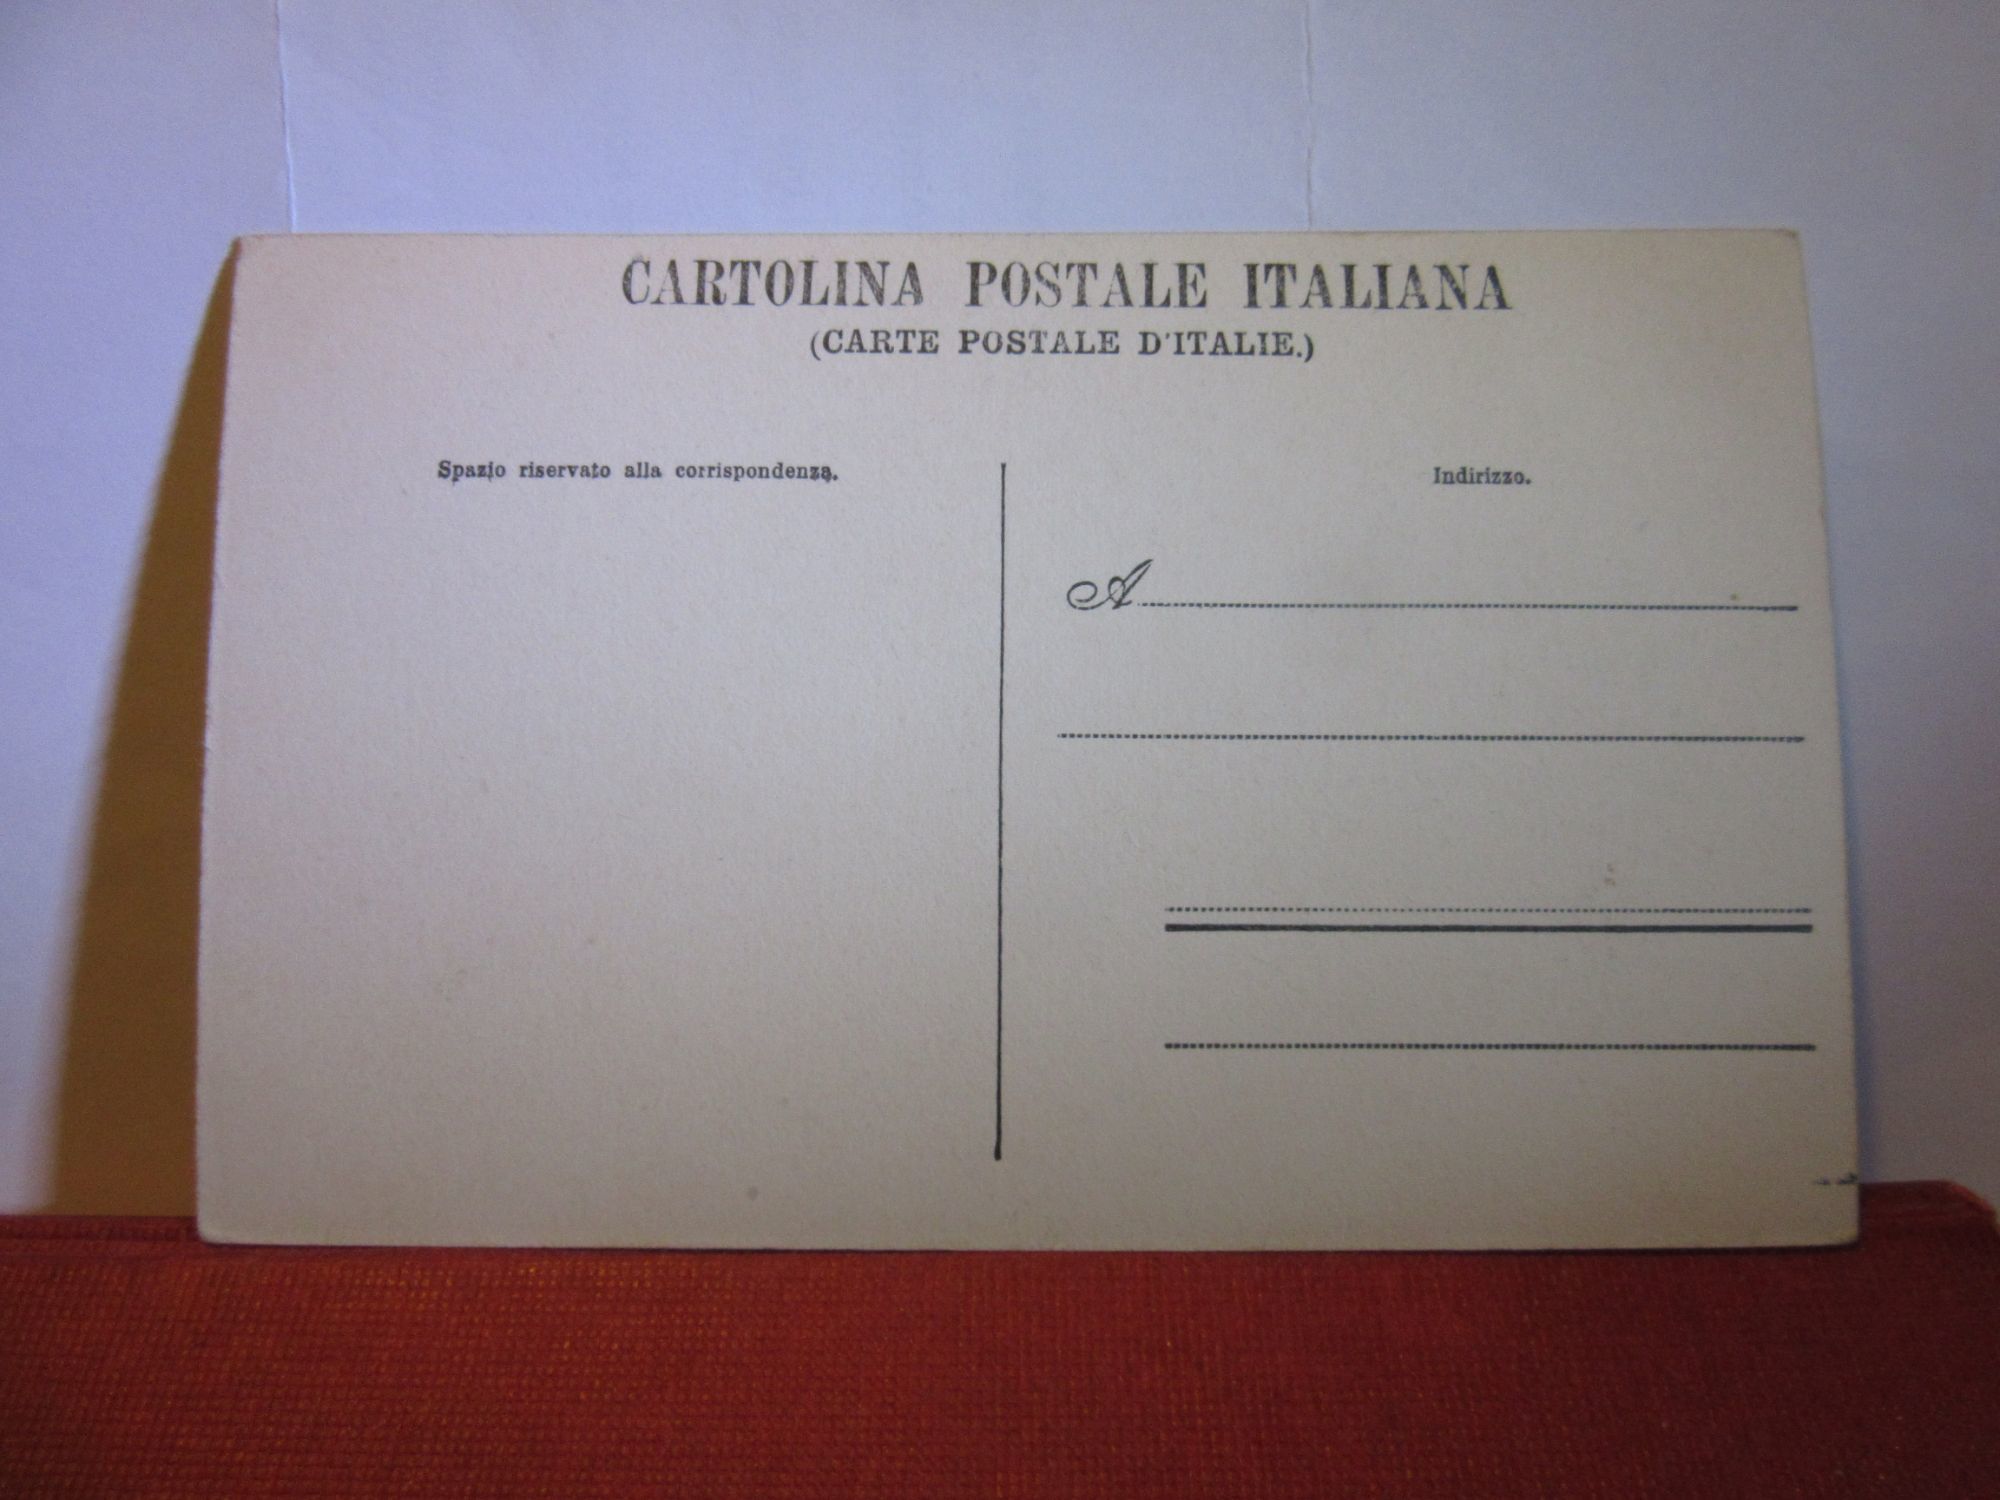 CARTOLINA POSTALE ITALIANA
(CARTE POSTALE D'ITALIE.)
Spazio riservato alla corrispondenza.
Indirizzo.
A